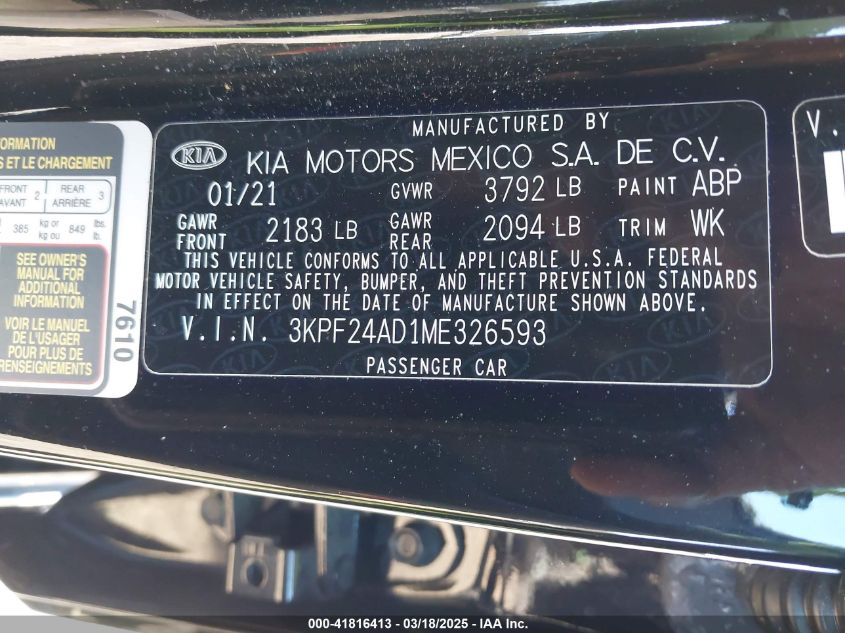 MANUFACTURED BY
KIA KIA MOTORS MEXICO S.A. DE C.V.
01/21 GVWR 3792 LB PAINT ABP
GAWR FRONT 2183 LB GAWR REAR 2094 LB TRIM WK
THIS VEHICLE CONFORMS TO ALL APPLICABLE U.S.A. FEDERAL
MOTOR VEHICLE SAFETY, BUMPER, AND THEFT PREVENTION STANDARDS
IN EFFECT ON THE DATE OF MANUFACTURE SHOWN ABOVE.
V.I.N. 3KPF24AD1ME326593
PASSENGER CAR
ET LE CHARGEMENT
FRONT 2 REAR 3
AVANT ARRIÈRE
385 kg or 849 lbs.
kg ou lb.
SEE OWNER'S
MANUAL FOR
ADDITIONAL
INFORMATION
VOIR LE MANUEL
DE L'USAGER
POUR PLUS DE
RENSEIGNEMENTS
7610
V.
000-41816413 - 03/18/2025 - IAA Inc.